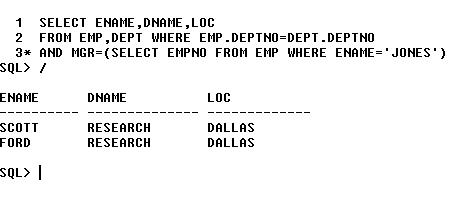 1 SELECT ENAME,DNAME,LOC
2 FROM EMP,DEPT WHERE EMP.DEPTNO=DEPT.DEPTNO
3* AND MGR=(SELECT EMPNO FROM EMP WHERE ENAME='JONES')
SQL> /
ENAME DNAME LOC
---------- -------------- -------------
SCOTT RESEARCH DALLAS
FORD RESEARCH DALLAS
SQL>